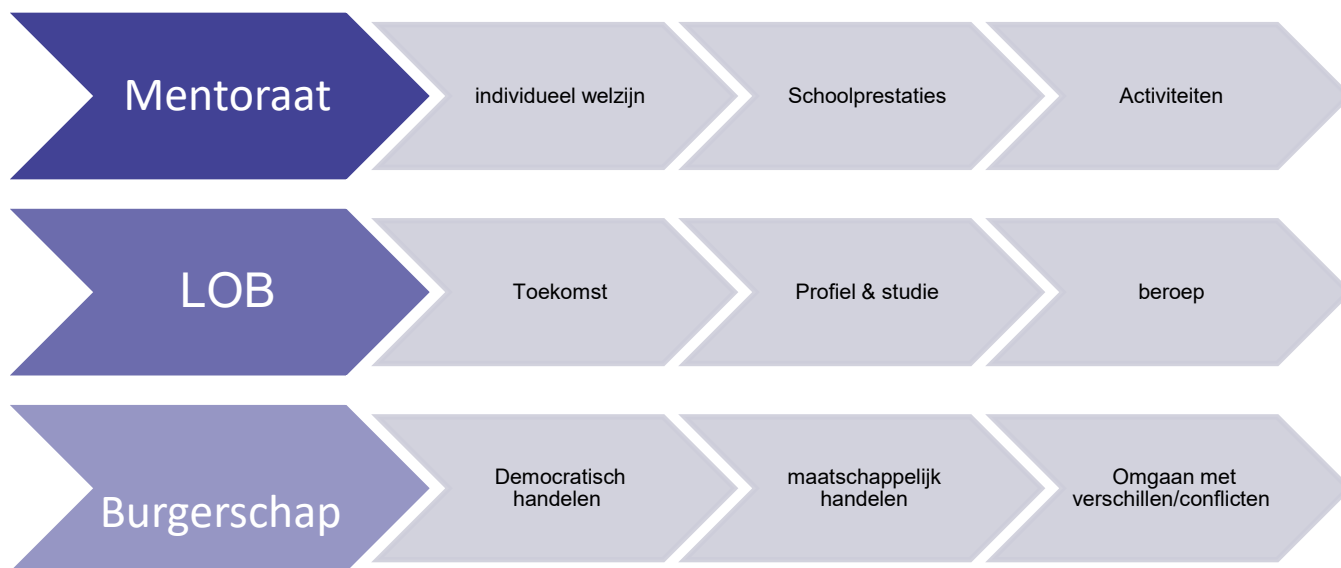 Mentoraat
individueel welzijn
Schoolprestaties
Activiteiten
LOB
Toekomst
Profiel & studie
beroep
Burgerschap
Democratisch
handelen
maatschappelijk
handelen
Omgaan met
verschillen/conflicten